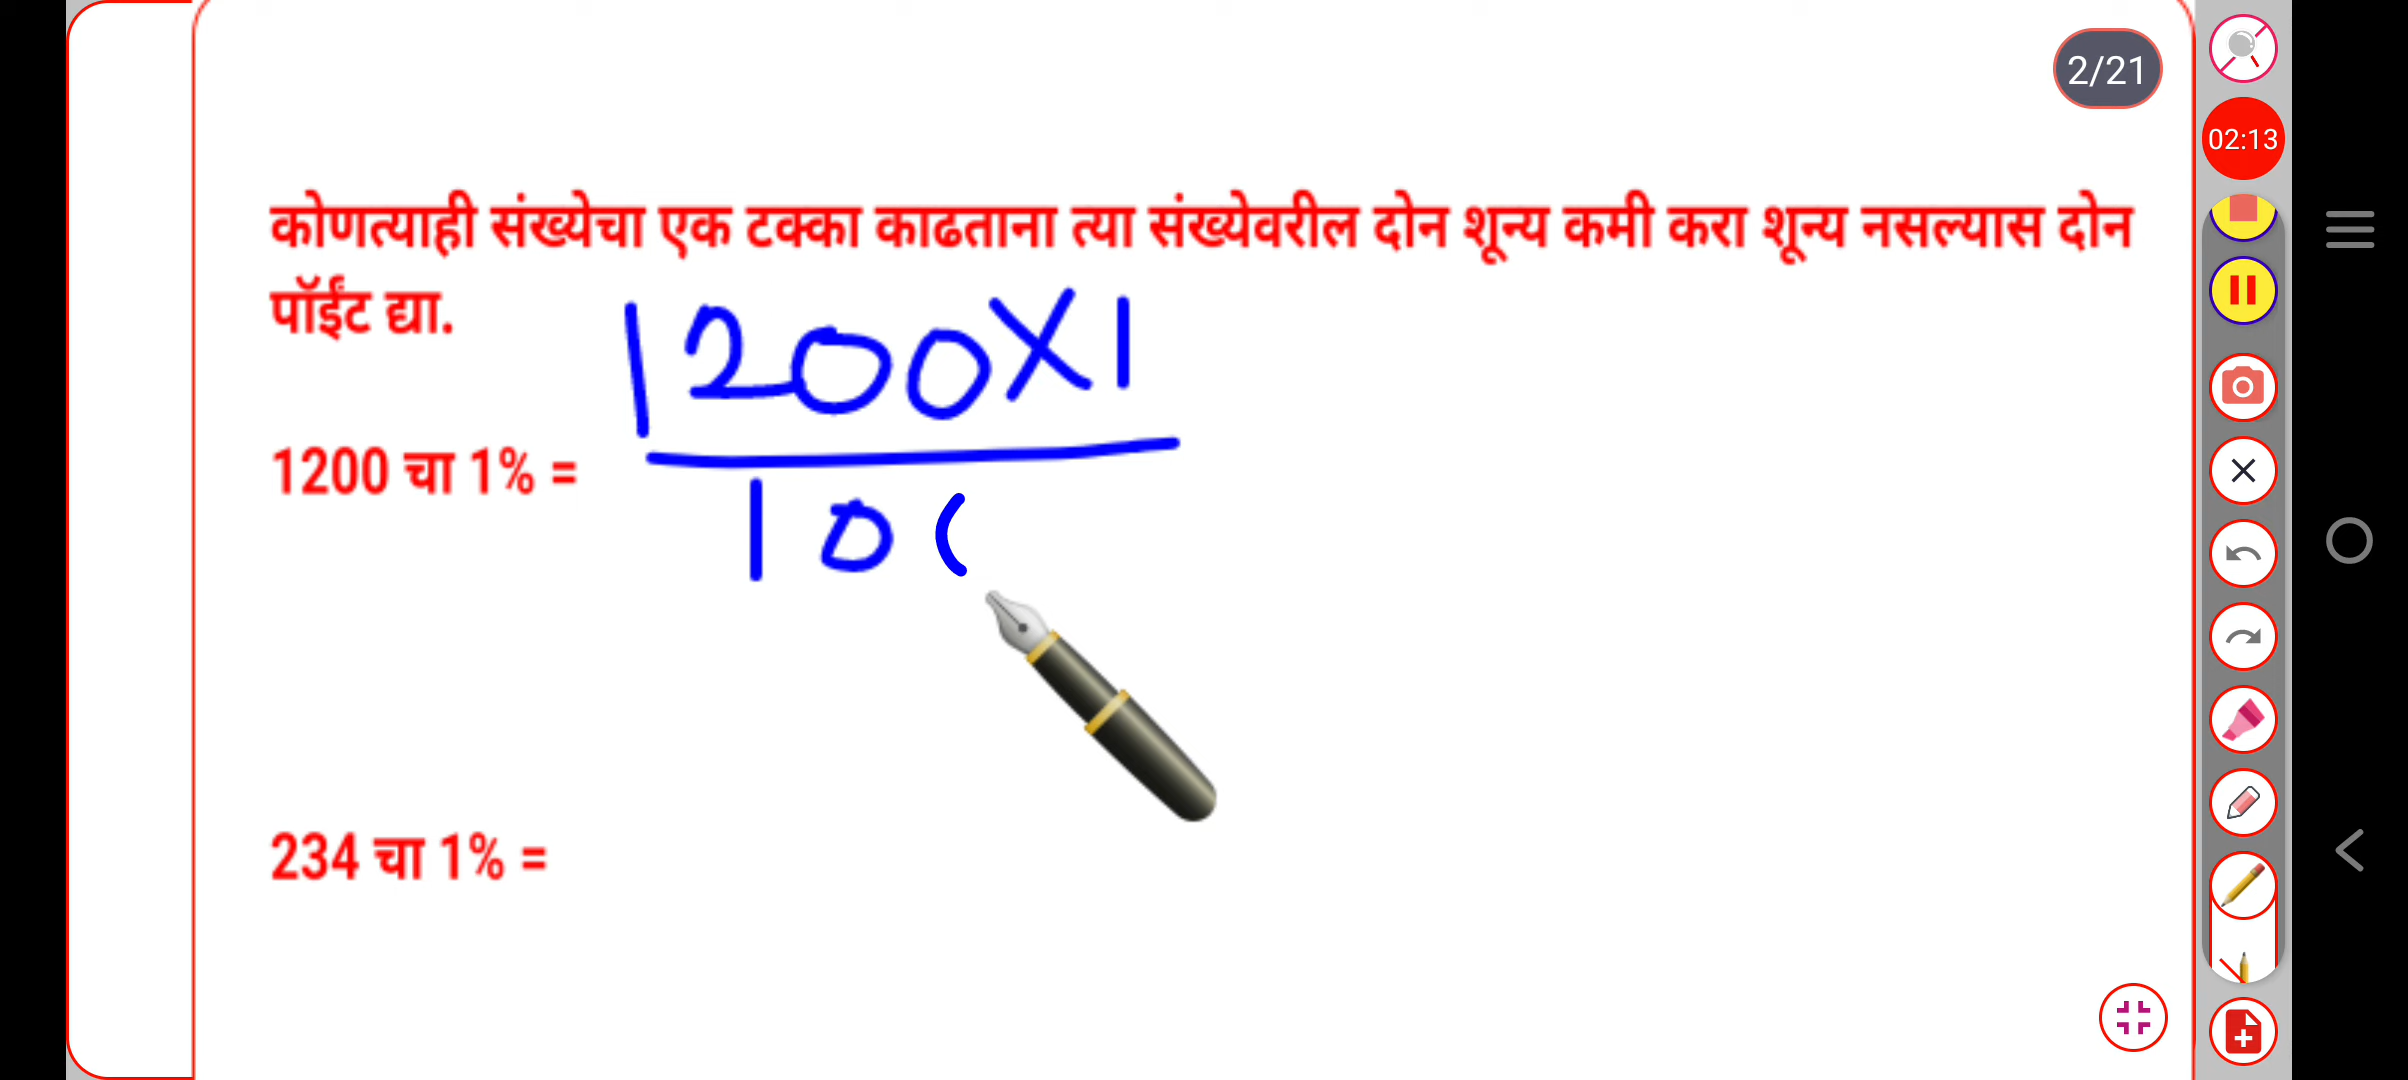 2/21
02:13
कोणत्याही संख्येचा एक टक्का काढताना त्या संख्येवरील दोन शून्य कमी करा शून्य नसल्यास दोन
पॉईंट द्या.
1200X1
1200 चा 1% =
10(
234 चा 1% =